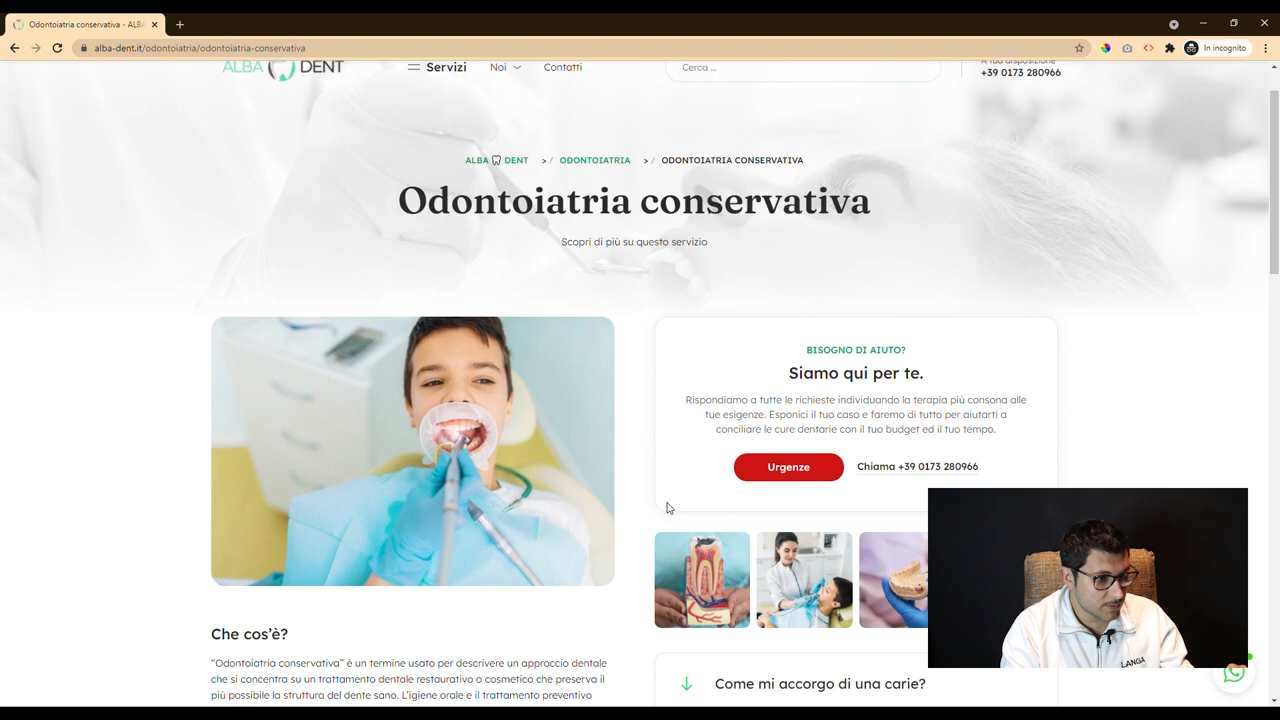 Odontoiatria conservativa - ALBA
alba-dent.it/odontoiatria/odontoiatria-conservativa
In incognito
ALBA DENT
Servizi
Noi
Contatti
Cerca ...
A tua disposizione
+39 0173 280966
ALBA DENT > / ODONTOIATRIA > / ODONTOIATRIA CONSERVATIVA
Odontoiatria conservativa
Scopri di più su questo servizio
BISOGNO DI AIUTO?
Siamo qui per te.
Rispondiamo a tutte le richieste individuando la terapia più consona alle
tue esigenze. Esponici il tuo caso e faremo di tutto per aiutarti a
conciliare le cure dentarie con il tuo budget ed il tuo tempo.
Urgenze
Chiama +39 0173 280966
Che cos'è?
"Odontoiatria conservativa" è un termine usato per descrivere un approccio dentale
che si concentra su un trattamento dentale restaurativo o cosmetico che preserva il
più possibile la struttura del dente sano. L'igiene orale e il trattamento preventivo
Come mi accorgo di una carie?
LANGA